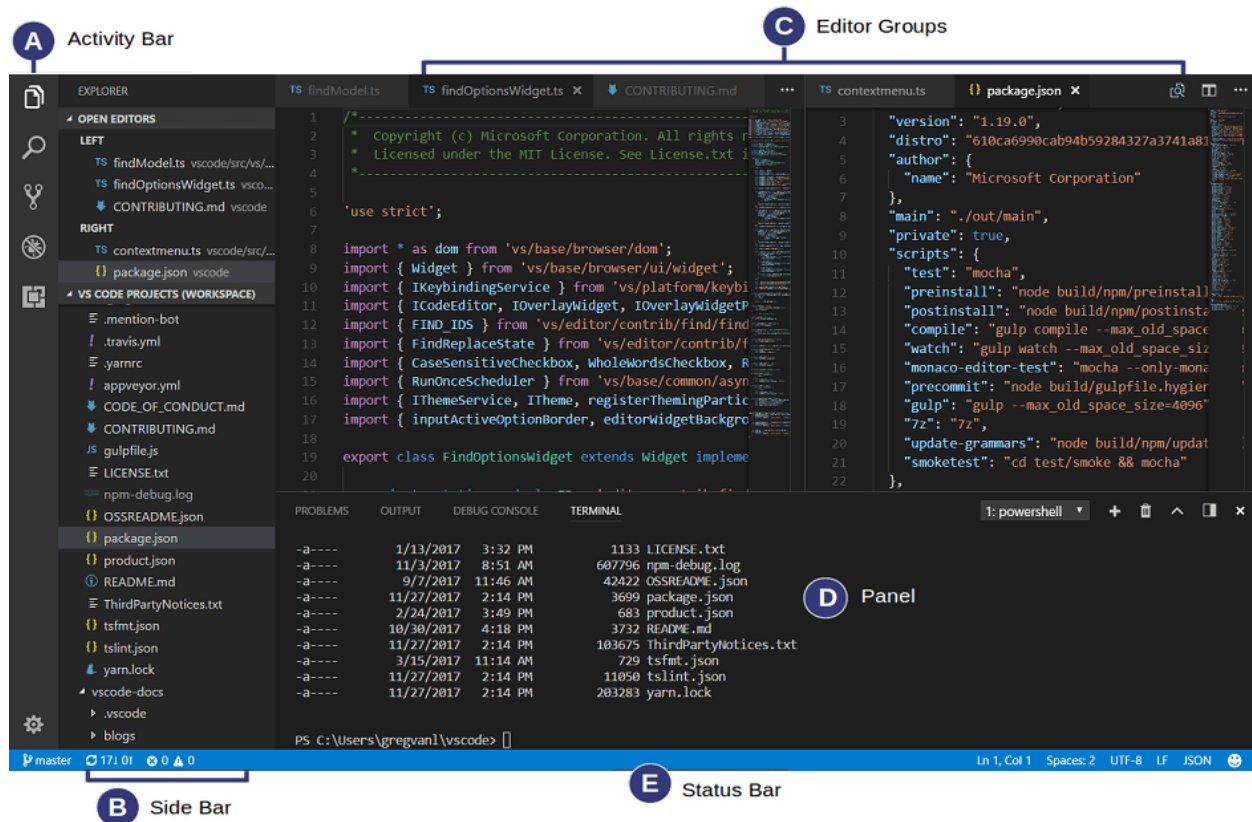 A Activity Bar
C Editor Groups
EXPLORER
OPEN EDITORS
LEFT
TS findModel.ts vscode/src/vs/...
TS findOptionsWidget.ts vsco...
CONTRIBUTING.md vscode
RIGHT
TS contextmenu.ts vscode/src/...
{} package.json vscode
VS CODE PROJECTS (WORKSPACE)
.mention-bot
! .travis.yml
.yarnrc
! appveyor.yml
CODE_OF_CONDUCT.md
CONTRIBUTING.md
JS gulpfile.js
LICENSE.txt
npm-debug.log
{} OSSREADME.json
{} package.json
{} product.json
README.md
ThirdPartyNotices.txt
{} tsfmt.json
{} tslint.json
yarn.lock
vscode-docs
.vscode
blogs
TS findModel.ts TS findOptionsWidget.ts × CONTRIBUTING.md ...
1 /*---------------------------------------------------
2 * Copyright (c) Microsoft Corporation. All rights r
3 * Licensed under the MIT License. See License.txt i
4 *---------------------------------------------------
5
6 'use strict';
7
8 import * as dom from 'vs/base/browser/dom';
9 import { Widget } from 'vs/base/browser/ui/widget';
10 import { IKeybindingService } from 'vs/platform/keybi
11 import { ICodeEditor, IOverlayWidget, IOverlayWidgetP
12 import { FIND_IDS } from 'vs/editor/contrib/find/find
13 import { FindReplaceState } from 'vs/editor/contrib/f
14 import { CaseSensitiveCheckbox, WholeWordsCheckbox, R
15 import { RunOnceScheduler } from 'vs/base/common/asyn
16 import { IThemeService, ITheme, registerThemingPartic
17 import { inputActiveOptionBorder, editorWidgetBackgro
18
19 export class FindOptionsWidget extends Widget impleme
20
TS contextmenu.ts {} package.json × ...
3 "version": "1.19.0",
4 "distro": "610ca6990cab94b59284327a3741a81
5 "author": {
6 "name": "Microsoft Corporation"
7 },
8 "main": "./out/main",
9 "private": true,
10 "scripts": {
11 "test": "mocha",
12 "preinstall": "node build/npm/preinstall
13 "postinstall": "node build/npm/postinsta
14 "compile": "gulp compile --max_old_space
15 "watch": "gulp watch --max_old_space_siz
16 "monaco-editor-test": "mocha --only-mona
17 "precommit": "node build/gulpfile.hygien
18 "gulp": "gulp --max_old_space_size=4096"
19 "7z": "7z",
20 "update-grammars": "node build/npm/updat
21 "smoketest": "cd test/smoke && mocha"
22 },
PROBLEMS OUTPUT DEBUG CONSOLE TERMINAL 1: powershell
-a---- 1/13/2017 3:32 PM 1133 LICENSE.txt
-a---- 11/3/2017 8:51 AM 607796 npm-debug.log
-a---- 9/7/2017 11:46 AM 42422 OSSREADME.json
-a---- 11/27/2017 2:14 PM 3699 package.json
-a---- 2/24/2017 3:49 PM 683 product.json
-a---- 10/30/2017 4:18 PM 3732 README.md
-a---- 11/27/2017 2:14 PM 103675 ThirdPartyNotices.txt
-a---- 3/15/2017 11:14 AM 729 tsfmt.json
-a---- 11/27/2017 2:14 PM 11050 tslint.json
-a---- 11/27/2017 2:14 PM 203283 yarn.lock
PS C:\Users\gregvanl\vscode>
D Panel
master 17↓ 0↑ 0 0 Ln 1, Col 1 Spaces: 2 UTF-8 LF JSON
B Side Bar
E Status Bar